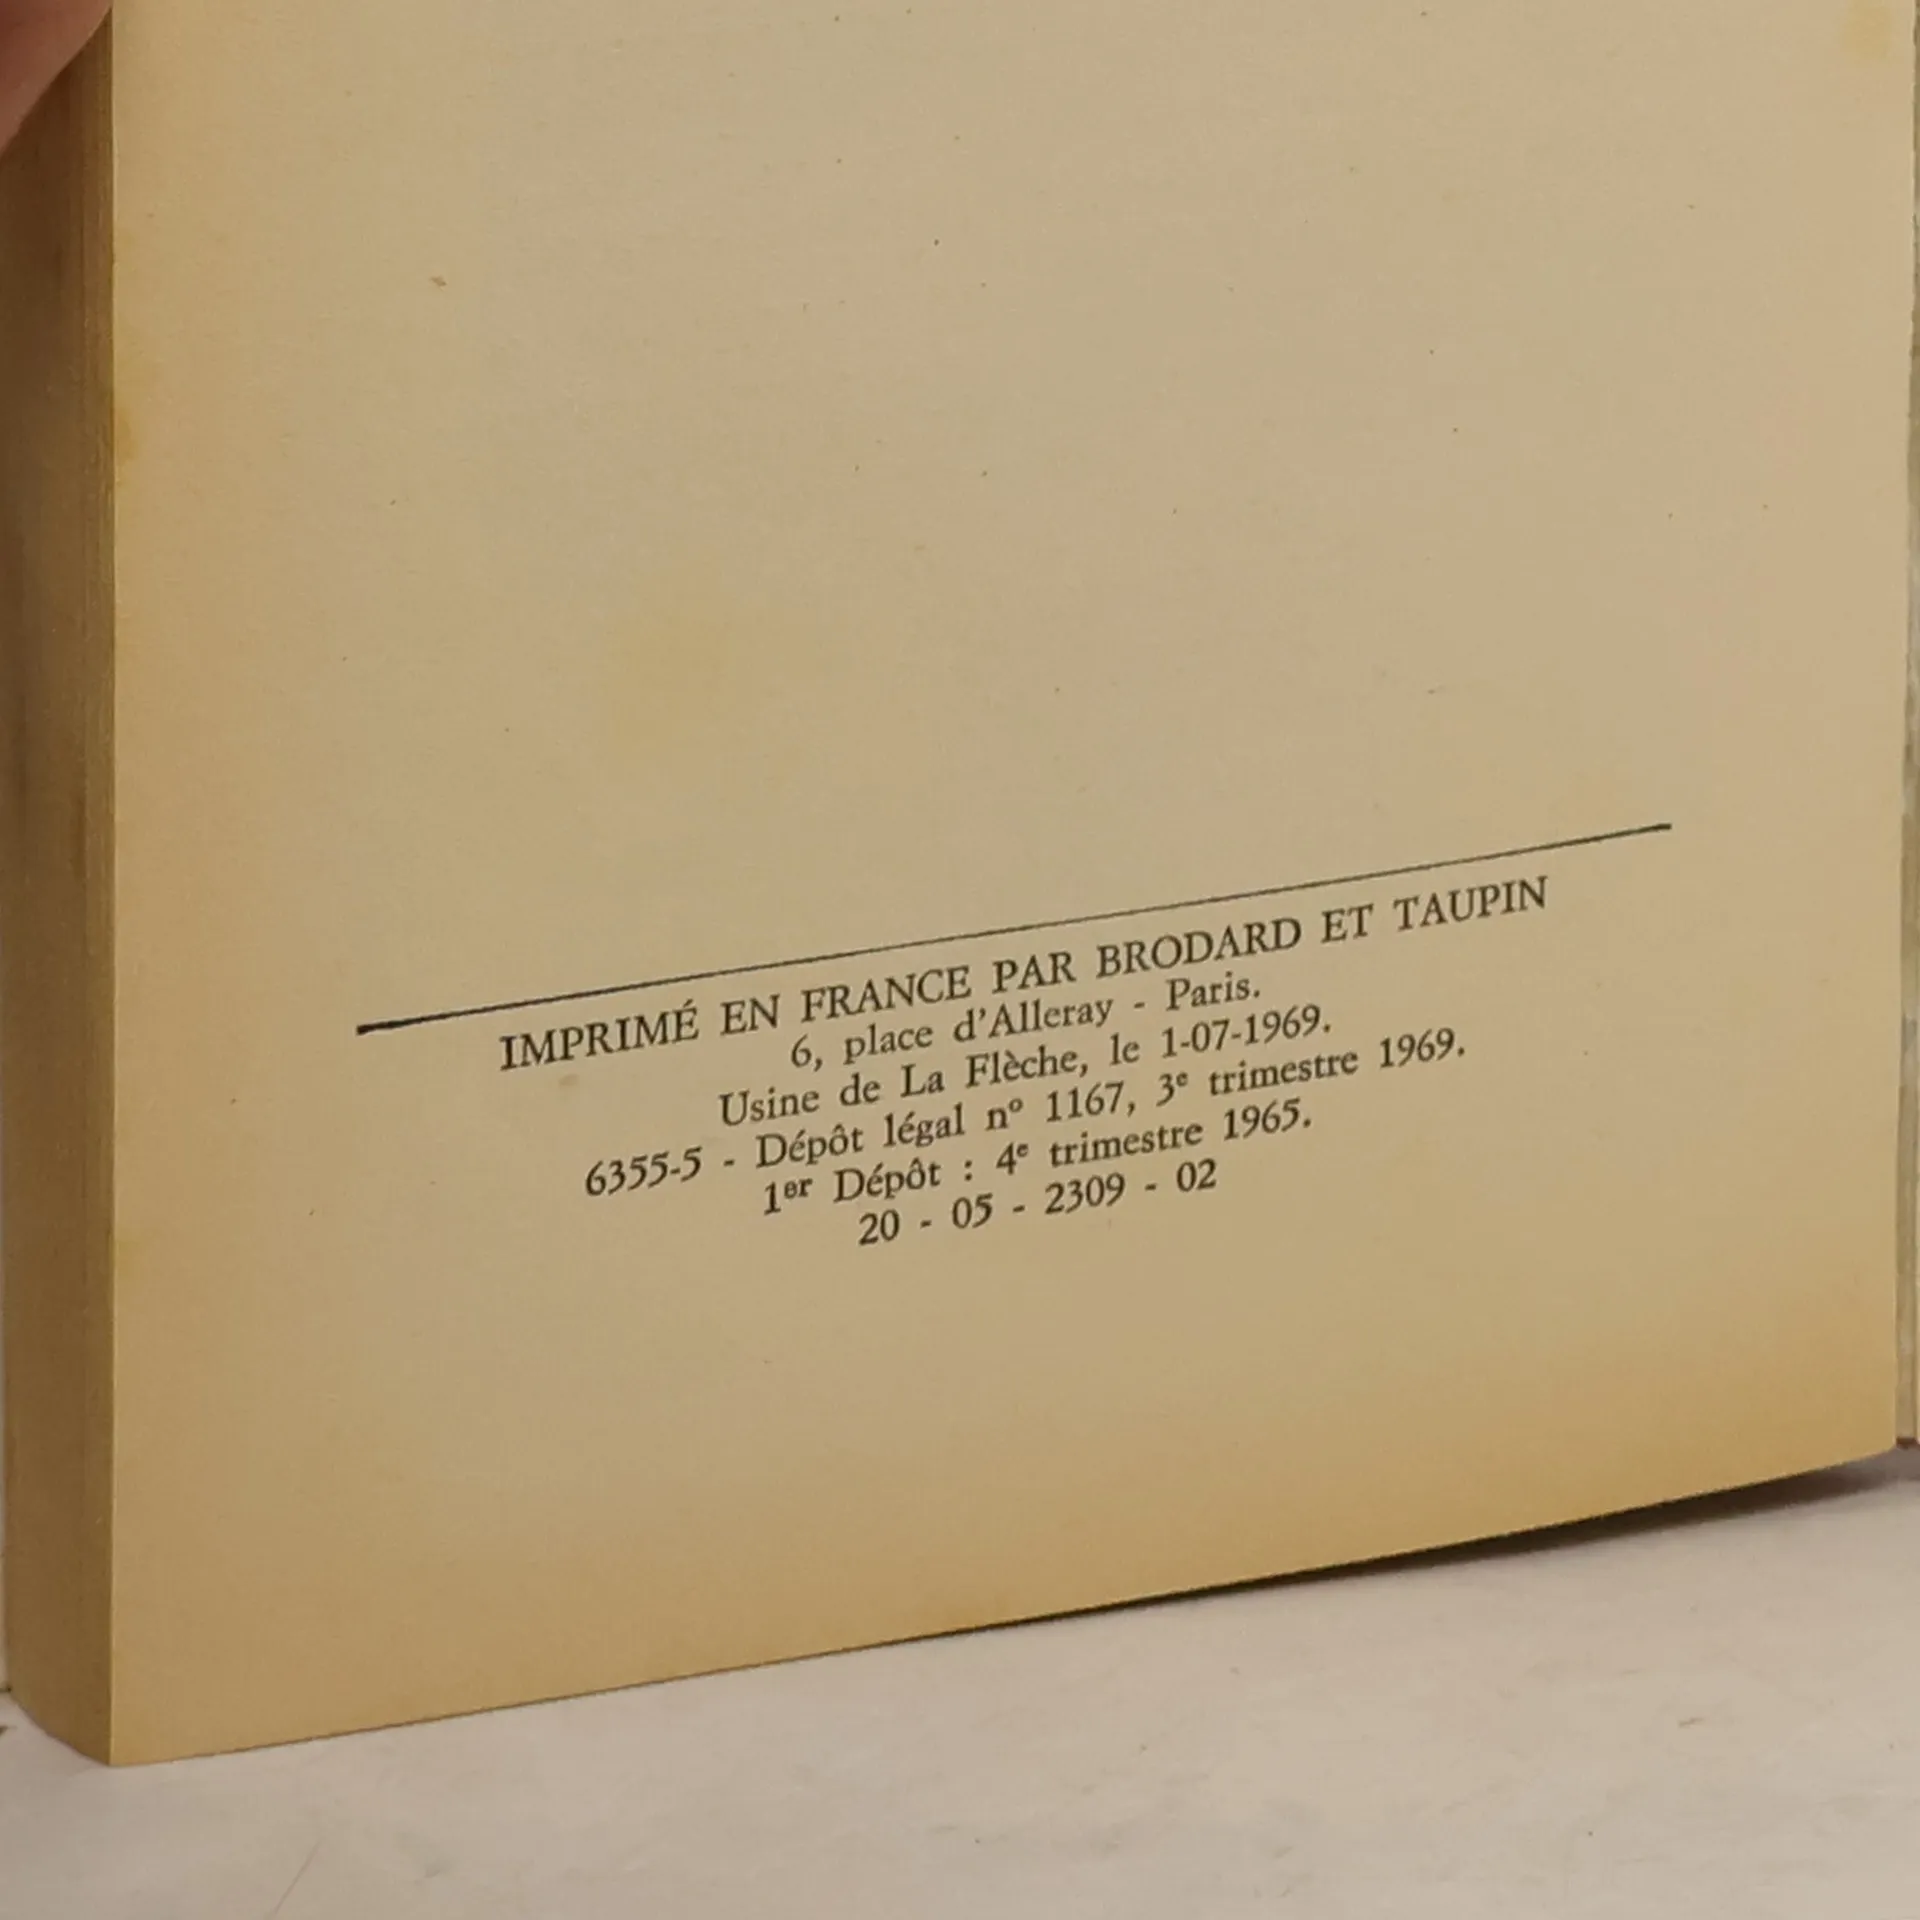 IMPRIMÉ EN FRANCE PAR BRODARD ET TAUPIN
6, place d'Alleray - Paris.
Usine de La Flèche, le 1-07-1969.
6355-5 - Dépôt légal nº 1167, 3e trimestre 1969.
1er Dépôt : 4e trimestre 1965.
20 - 05 - 2309 - 02